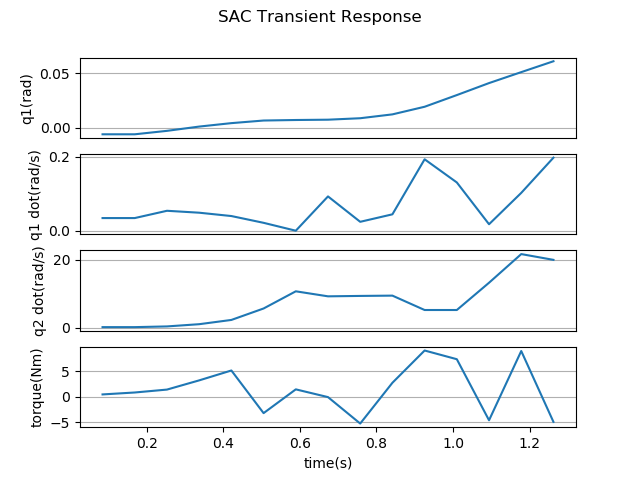 SAC Transient Response
q1(rad)
0.05
0.00
q1 dot(rad/s)
0.2
0.0
q2 dot(rad/s)
20
0
torque(Nm)
5
0
−5
0.2 0.4 0.6 0.8 1.0 1.2
time(s)